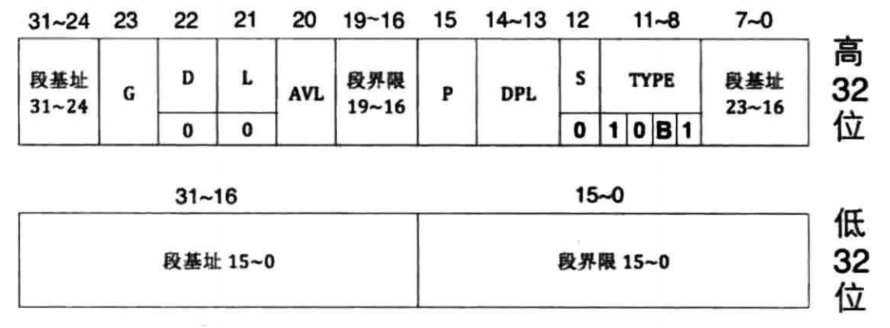 31~24 23 22 21 20 19~16 15 14~13 12 11~8 7~0
段基址 31~24
G
D
0
L
0
AVL
段界限 19~16
P
DPL
S
0
TYPE
1 0 B 1
段基址 23~16
高 32 位
31~16 15~0
段基址 15~0
段界限 15~0
低 32 位